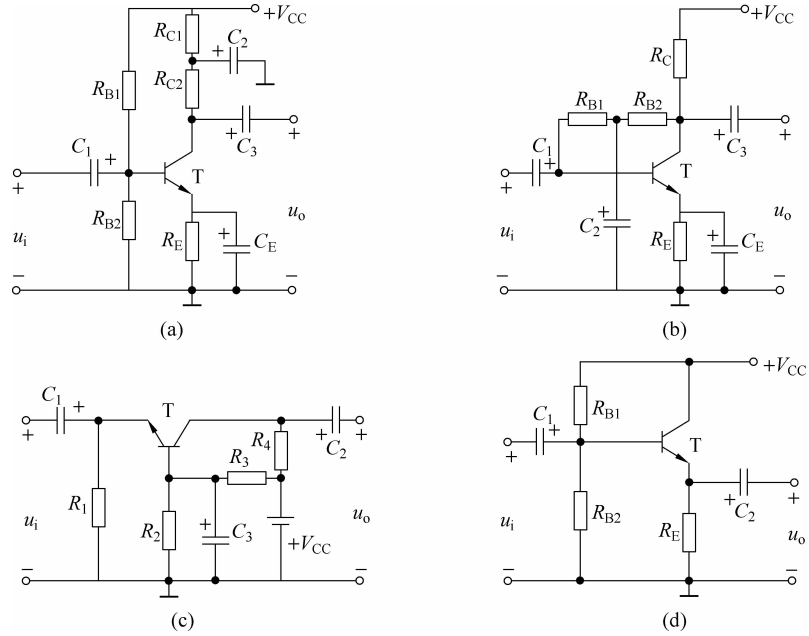 +V_CC
R_C1
C_2
+
R_B1
R_C2
C_1
+
+
C_3
+
+
T
R_B2
u_i
R_E
+
C_E
u_o
−
−
(a)
+V_CC
R_C
R_B1
R_B2
C_1
+
+
C_3
+
+
T
C_2
+
u_i
R_E
+
C_E
u_o
−
−
(b)
C_1
+
+
T
R_4
+
C_2
+
R_3
R_1
u_i
R_2
+
C_3
+V_CC
u_o
−
−
(c)
+V_CC
R_B1
C_1
+
+
T
R_B2
u_i
R_E
+
C_2
+
u_o
−
−
(d)